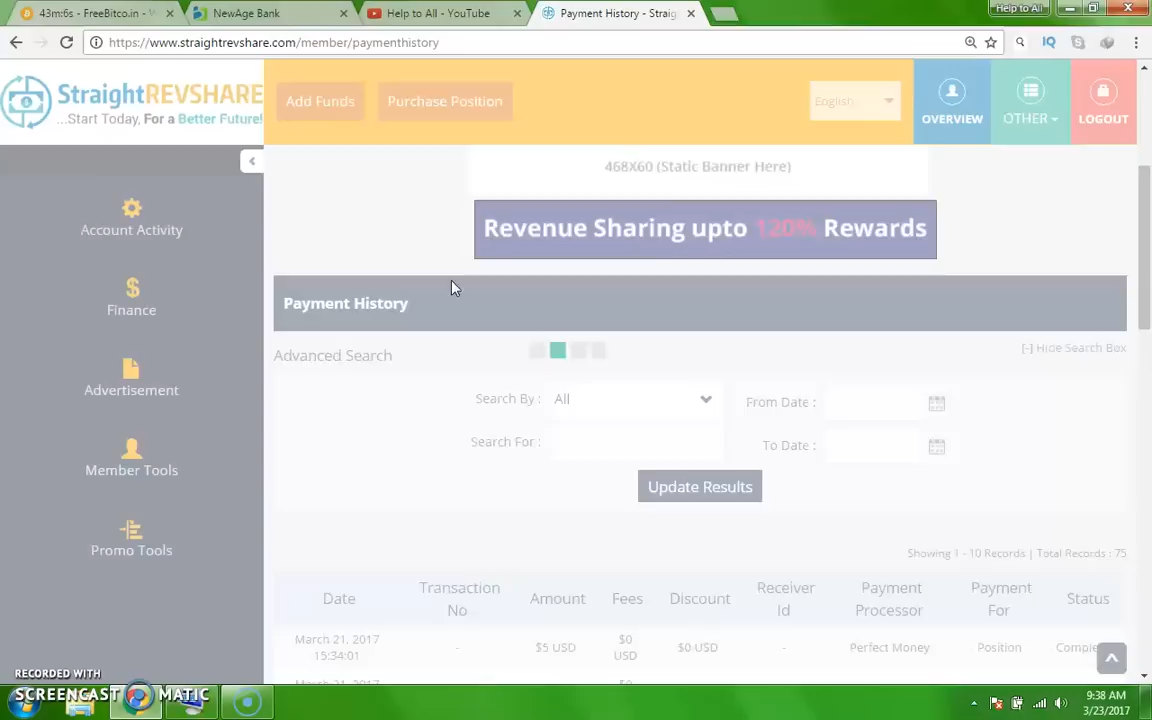 43m:6s - FreeBitco.in - W
NewAge Bank
Help to All - YouTube
Payment History - Straig
Help to All
https://www.straightrevshare.com/member/paymenthistory
IQ
StraightREVSHARE
...Start Today, For a Better Future!
Add Funds
Purchase Position
English
OVERVIEW
OTHER
LOGOUT
468X60 (Static Banner Here)
Revenue Sharing upto 120% Rewards
Account Activity
Finance
Advertisement
Member Tools
Promo Tools
Payment History
Advanced Search
[-] Hide Search Box
Search By :
All
From Date :
Search For :
To Date :
Update Results
Showing 1 - 10 Records | Total Records : 75
Date
Transaction No
Amount
Fees
Discount
Receiver Id
Payment Processor
Payment For
Status
March 21, 2017 15:34:01
-
$5 USD
$0 USD
$0 USD
-
Perfect Money
Position
Comple
RECORDED WITH
SCREENCAST MATIC
9:38 AM
3/23/2017